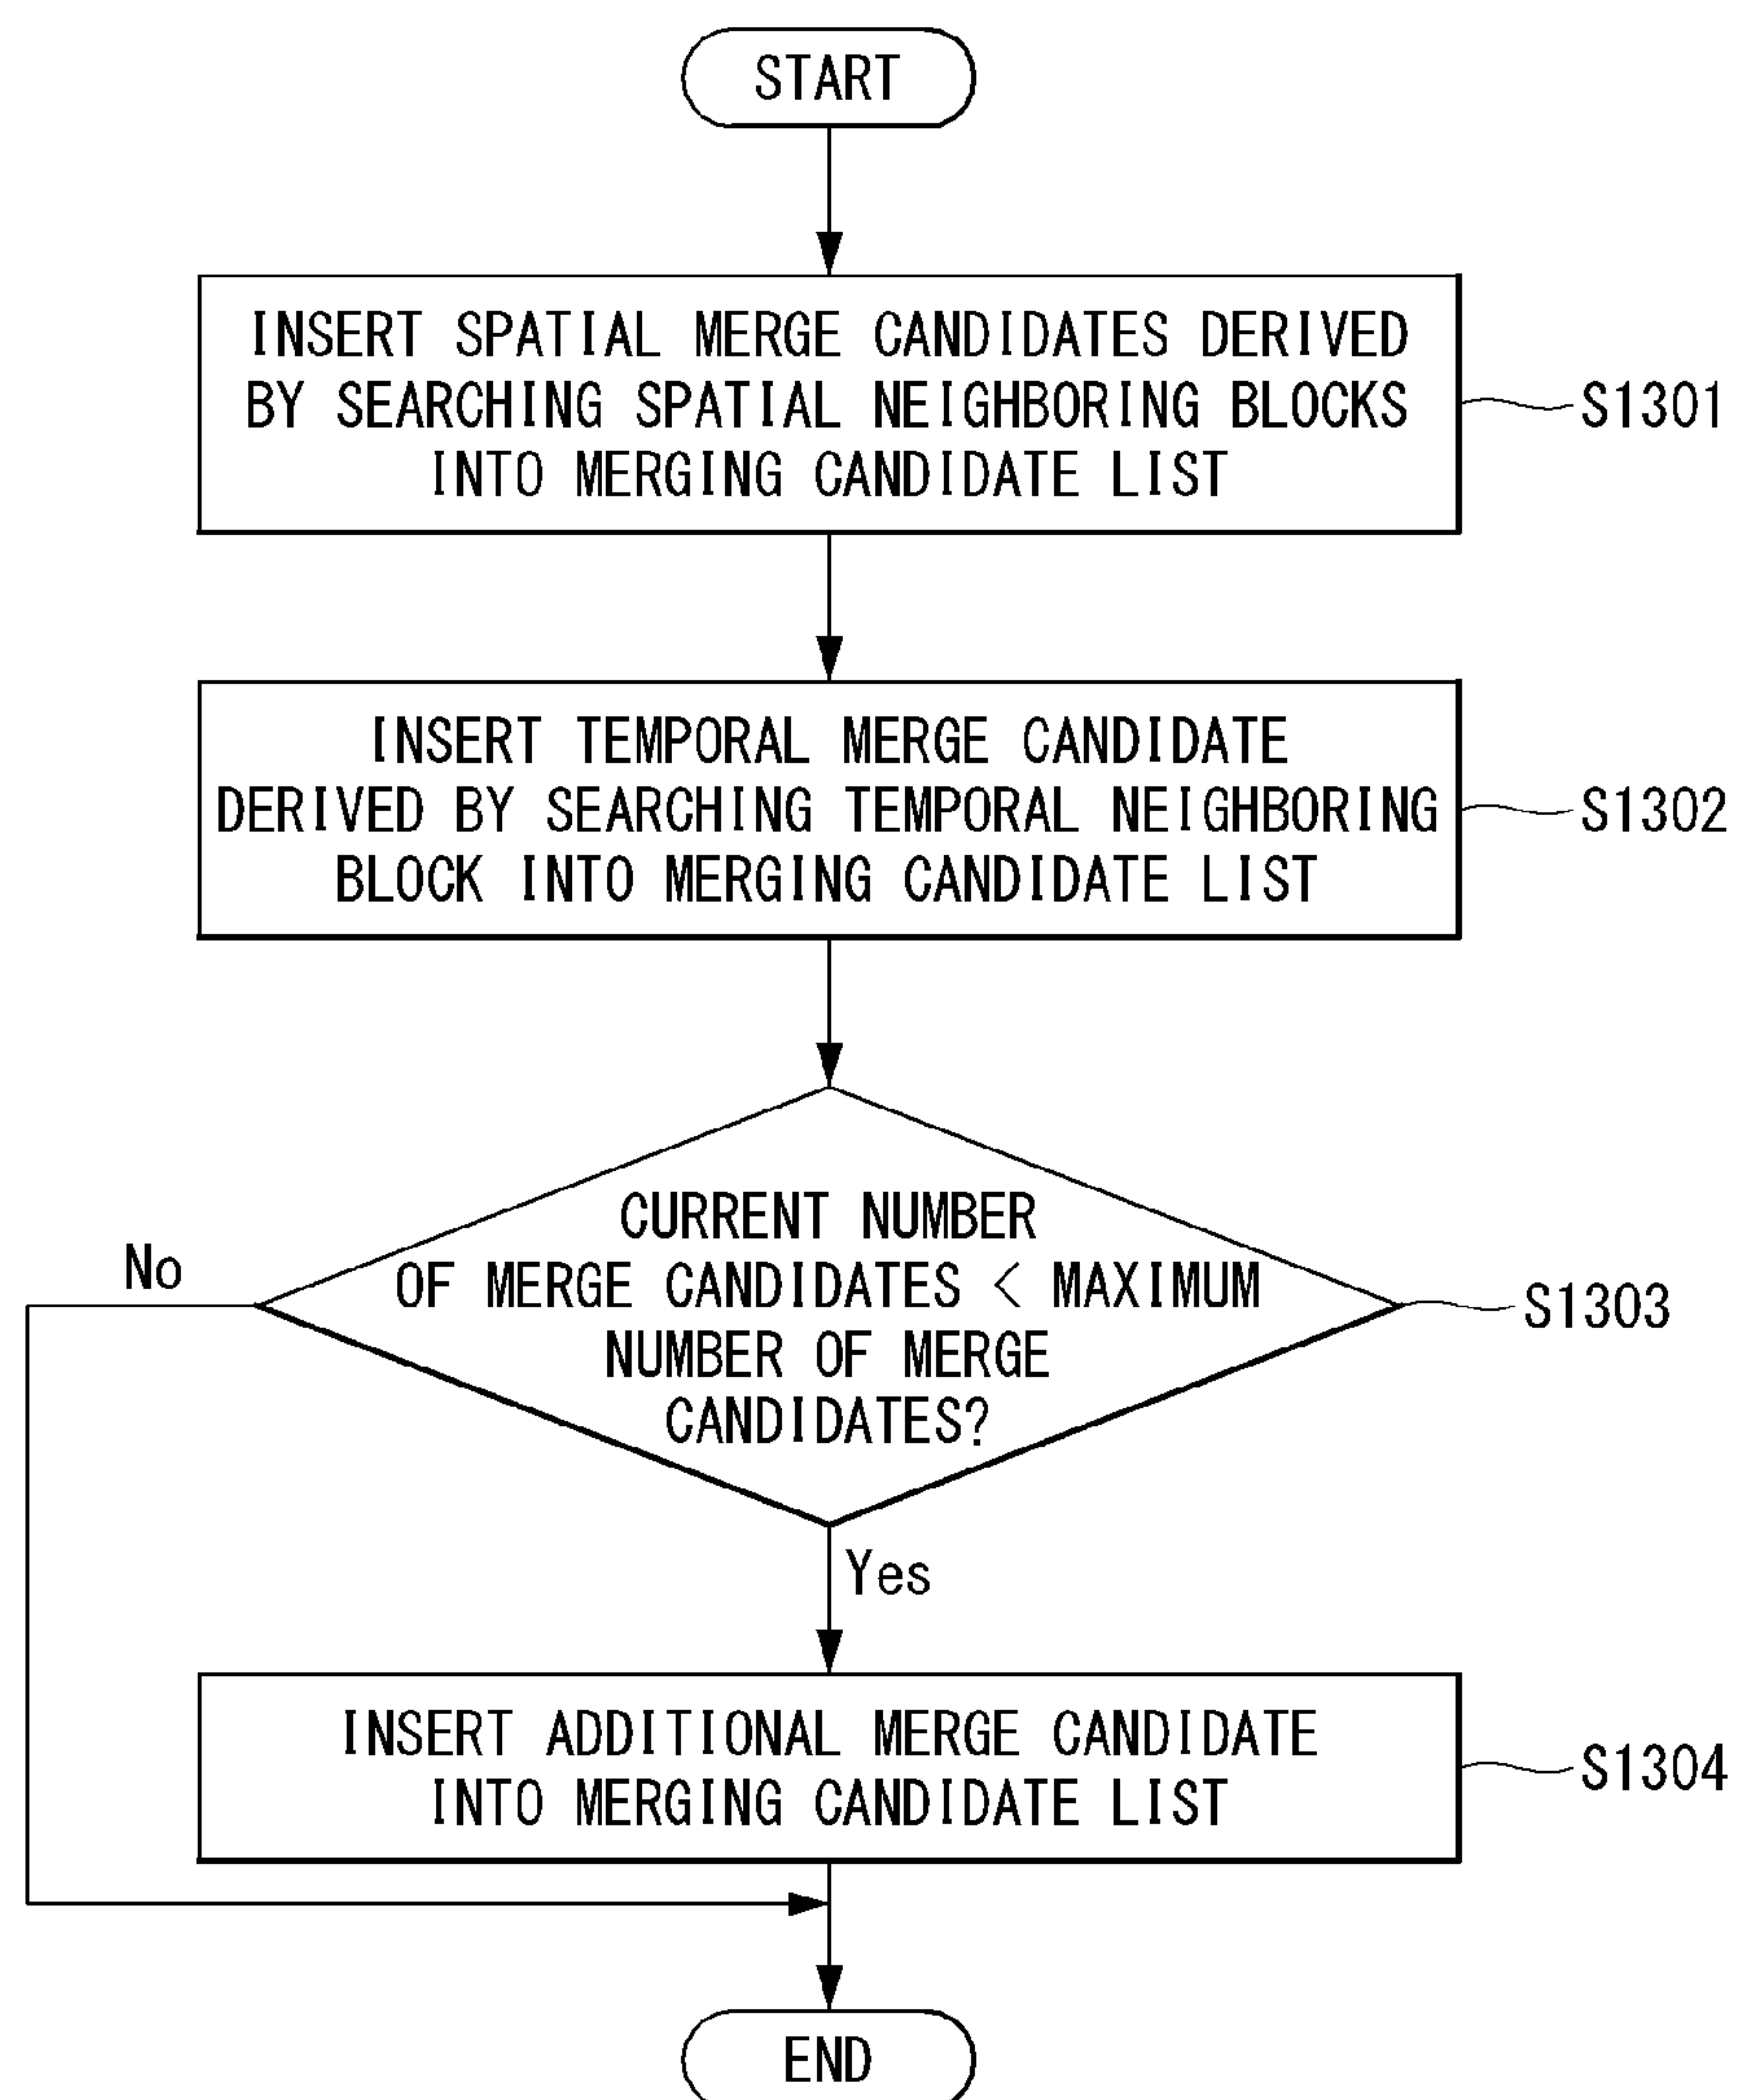 START
INSERT SPATIAL MERGE CANDIDATES DERIVED
BY SEARCHING SPATIAL NEIGHBORING BLOCKS
INTO MERGING CANDIDATE LIST
S1301
INSERT TEMPORAL MERGE CANDIDATE
DERIVED BY SEARCHING TEMPORAL NEIGHBORING
BLOCK INTO MERGING CANDIDATE LIST
S1302
CURRENT NUMBER
OF MERGE CANDIDATES < MAXIMUM
NUMBER OF MERGE
CANDIDATES?
S1303
No
Yes
INSERT ADDITIONAL MERGE CANDIDATE
INTO MERGING CANDIDATE LIST
S1304
END